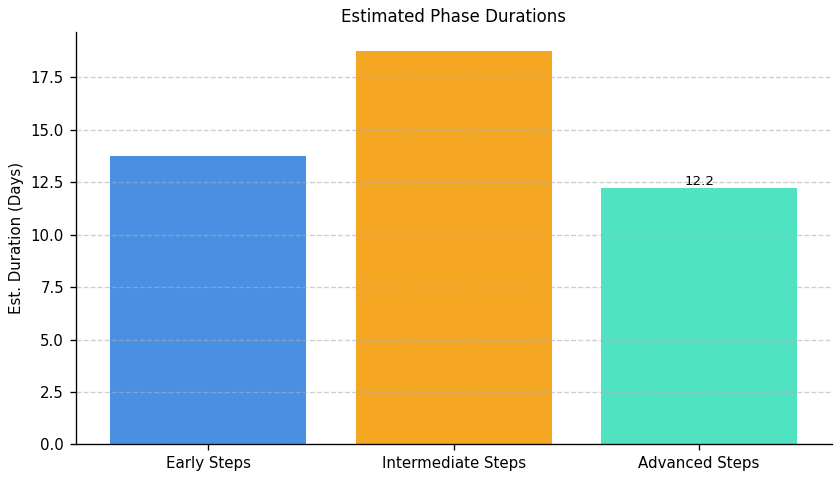 Estimated Phase Durations
Est. Duration (Days)
17.5
15.0
12.5
10.0
7.5
5.0
2.5
0.0
12.2
Early Steps
Intermediate Steps
Advanced Steps